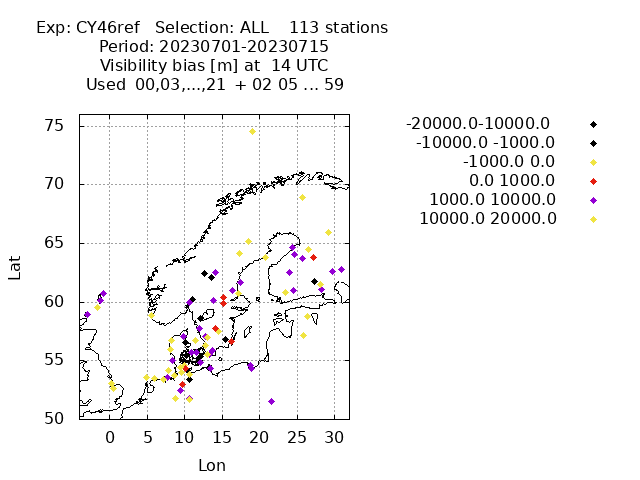 Exp: CY46ref   Selection: ALL    113 stations
Period: 20230701-20230715
Visibility bias [m] at  14 UTC
Used  00,03,...,21  + 02 05 ... 59
-20000.0-10000.0
-10000.0 -1000.0
-1000.0 0.0
0.0 1000.0
1000.0 10000.0
10000.0 20000.0
75
70
65
60
55
50
Lat
0 5 10 15 20 25 30
Lon